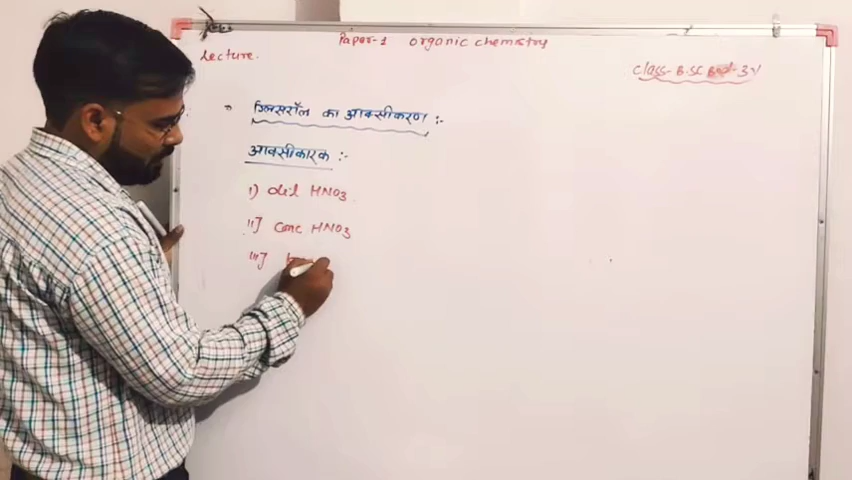 Paper-1 organic chemistry
Lecture.
Class-B.SC
ग्लिसरॉल का आक्सीकरण :-
आक्सीकारक :-
i) dil HNO3
ii] conc HNO3
iii]